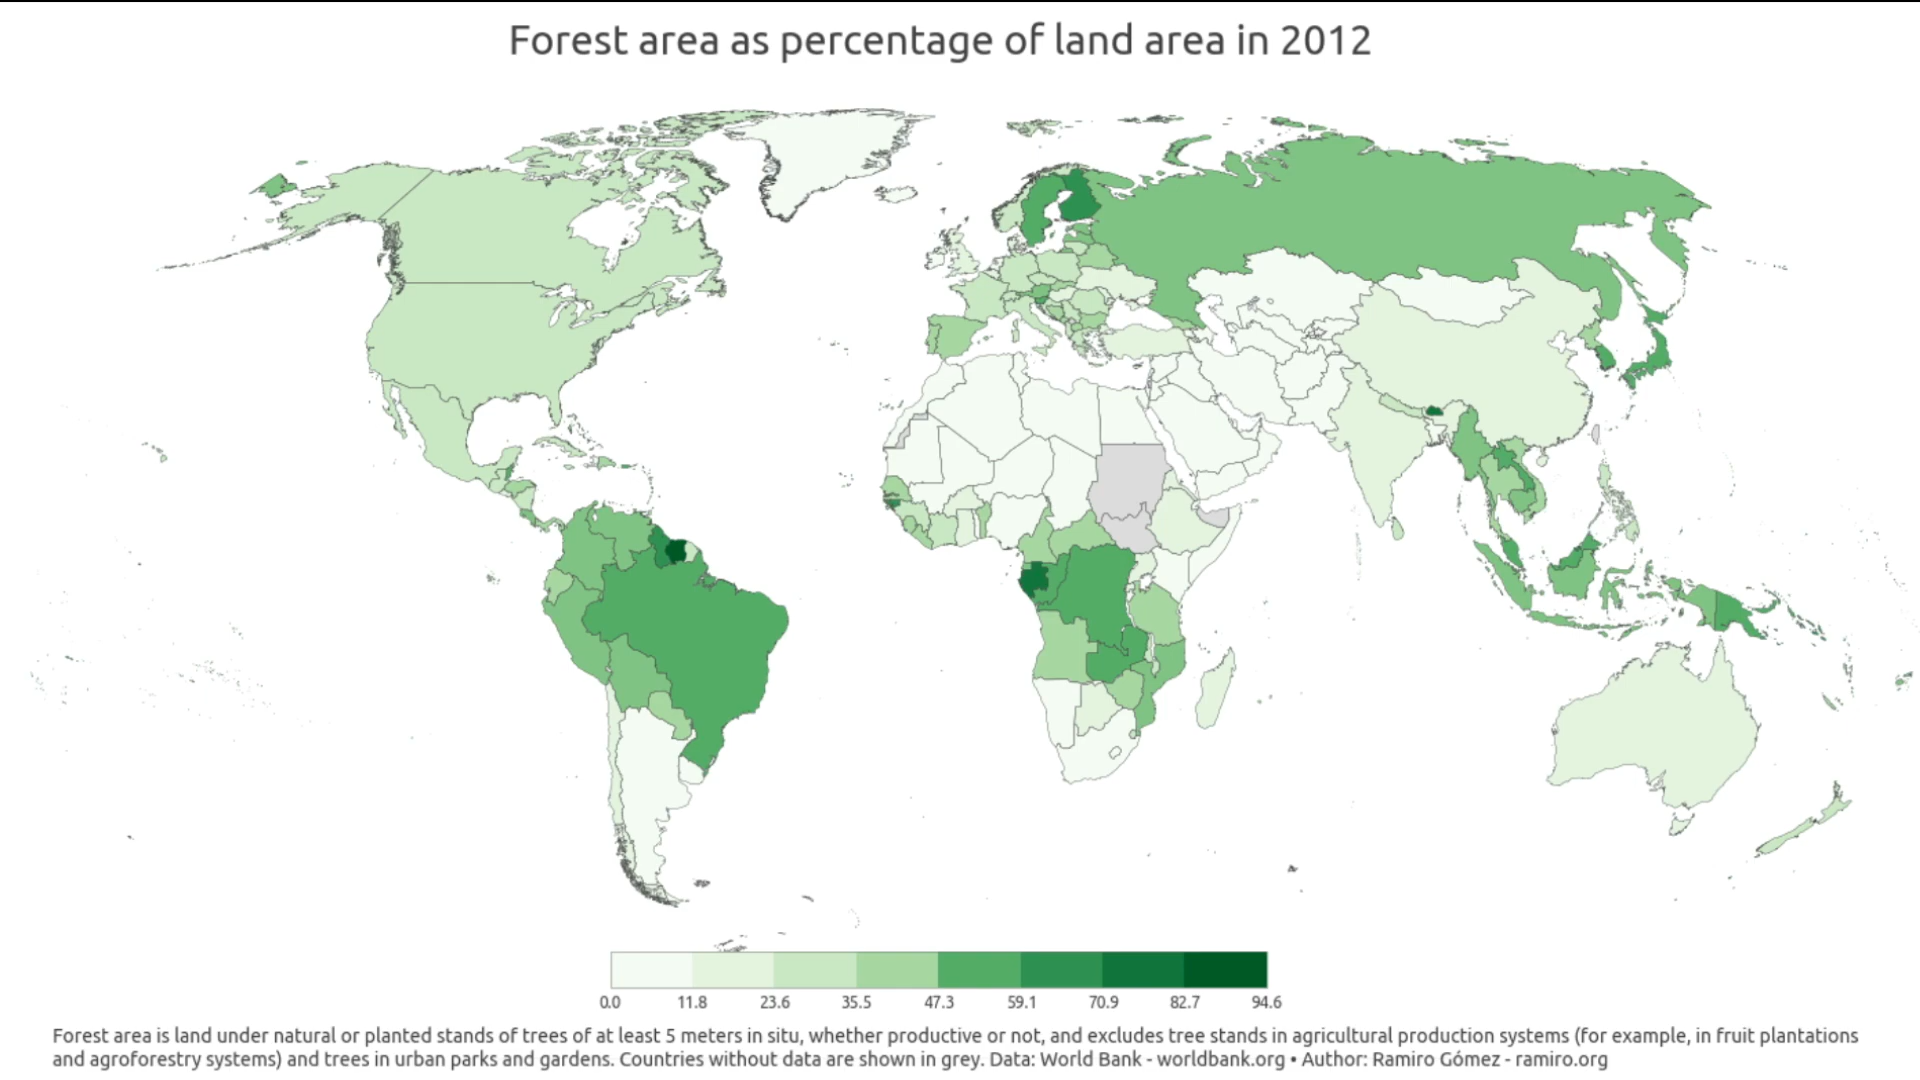 Forest area as percentage of land area in 2012
0.0 11.8 23.6 35.5 47.3 59.1 70.9 82.7 94.6
Forest area is land under natural or planted stands of trees of at least 5 meters in situ, whether productive or not, and excludes tree stands in agricultural production systems (for example, in fruit plantations
and agroforestry systems) and trees in urban parks and gardens. Countries without data are shown in grey. Data: World Bank - worldbank.org • Author: Ramiro Gómez - ramiro.org